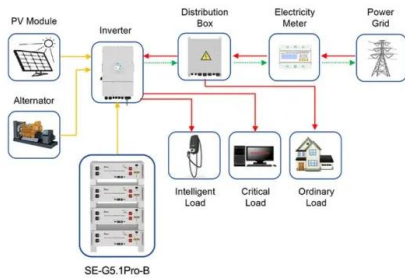 PV Module
Inverter
Distribution
Box
Electricity
Meter
Power
Grid
Alternator
Intelligent
Load
Critical
Load
Ordinary
Load
SE-G5.1Pro-B